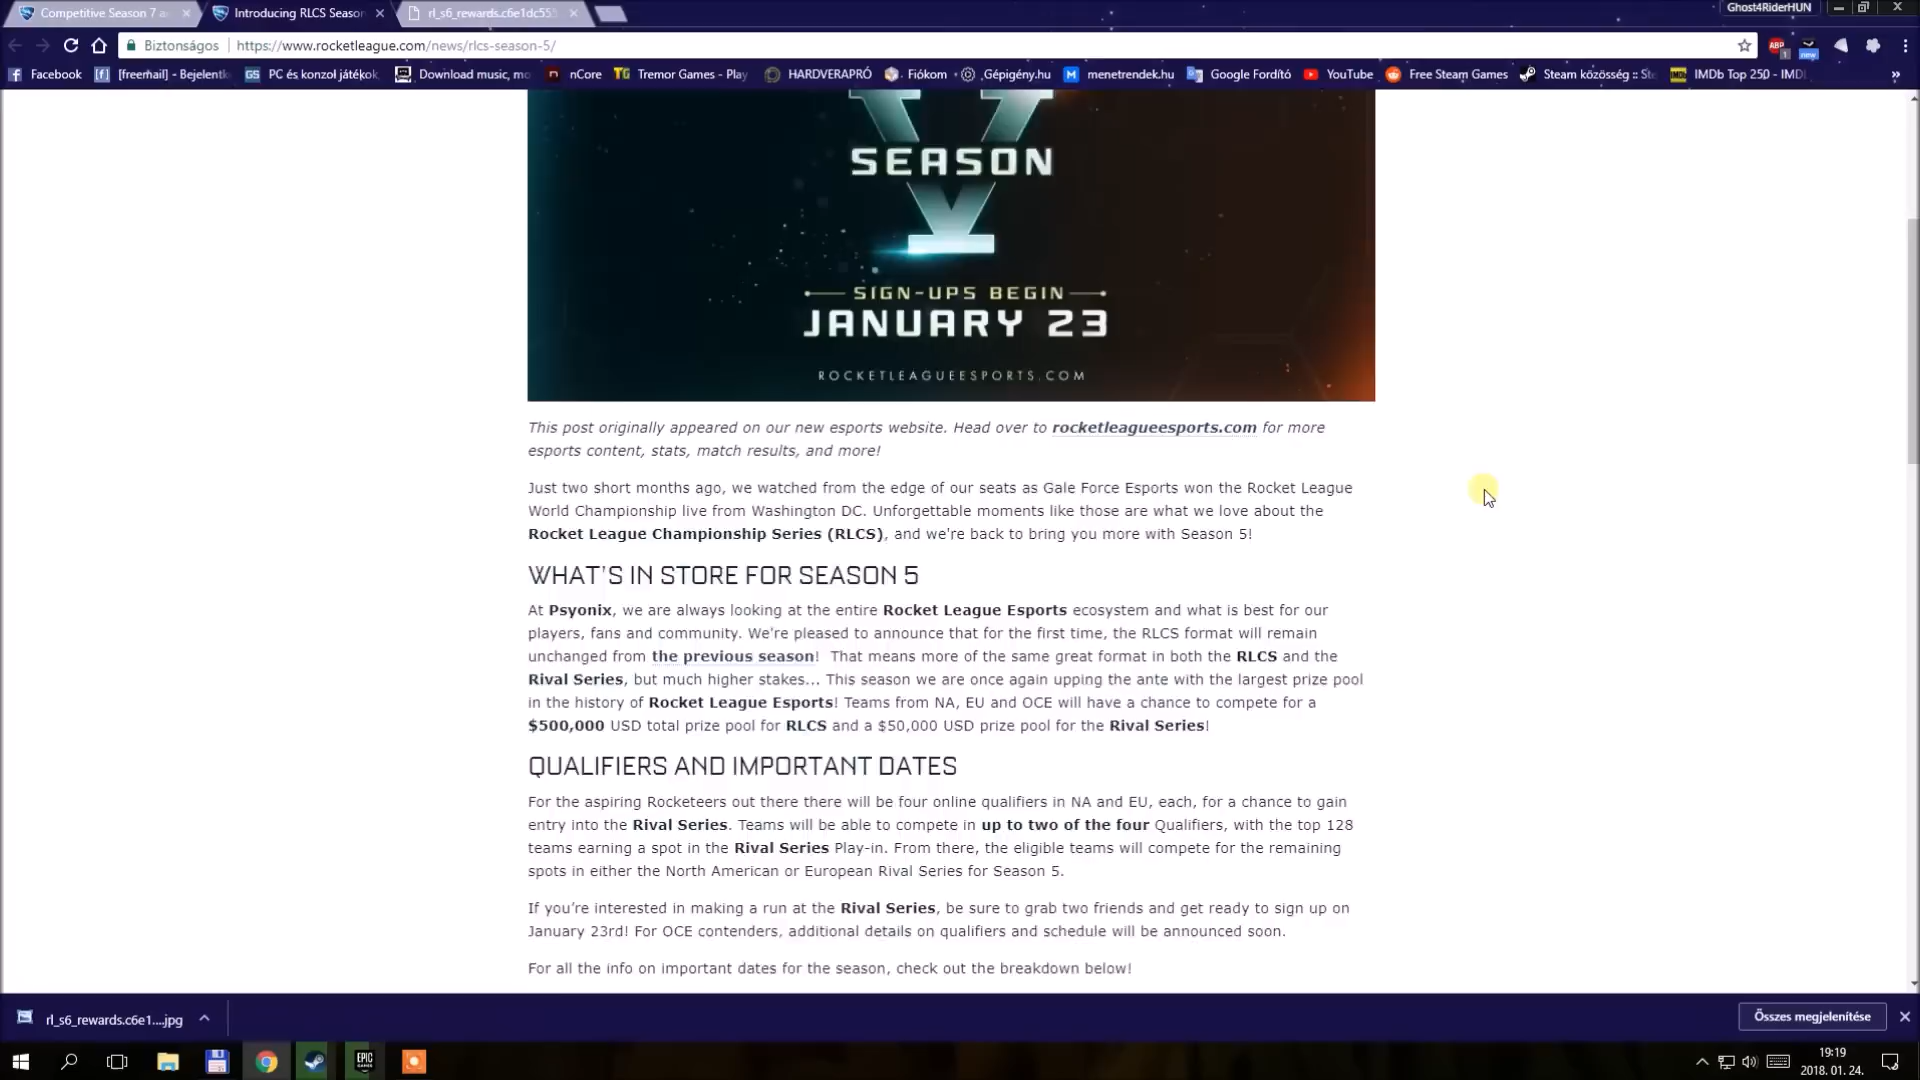 Competitive Season 7 a
Introducing RLCS Season
rl_s6_rewards.c6e1dc553
Ghost4RiderHUN
Biztonságos
https://www.rocketleague.com/news/rlcs-season-5/
ABP
1
new
Facebook
[freemail] - Bejelentk
GS PC és konzol játékok,
Download music, mo
n nCore
TG Tremor Games - Play
HARDVERAPRÓ
Fiókom
.Gépigény.hu
M menetrendek.hu
Google Fordító
YouTube
Free Steam Games
Steam közösség :: Ste
IMDb IMDb Top 250 - IMD
»
SEASON
V
SIGN-UPS BEGIN
JANUARY 23
ROCKETLEAGUEESPORTS.COM
This post originally appeared on our new esports website. Head over to rocketleagueesports.com for more
esports content, stats, match results, and more!
Just two short months ago, we watched from the edge of our seats as Gale Force Esports won the Rocket League
World Championship live from Washington DC. Unforgettable moments like those are what we love about the
Rocket League Championship Series (RLCS), and we're back to bring you more with Season 5!
WHAT'S IN STORE FOR SEASON 5
At Psyonix, we are always looking at the entire Rocket League Esports ecosystem and what is best for our
players, fans and community. We're pleased to announce that for the first time, the RLCS format will remain
unchanged from the previous season! That means more of the same great format in both the RLCS and the
Rival Series, but much higher stakes... This season we are once again upping the ante with the largest prize pool
in the history of Rocket League Esports! Teams from NA, EU and OCE will have a chance to compete for a
$500,000 USD total prize pool for RLCS and a $50,000 USD prize pool for the Rival Series!
QUALIFIERS AND IMPORTANT DATES
For the aspiring Rocketeers out there there will be four online qualifiers in NA and EU, each, for a chance to gain
entry into the Rival Series. Teams will be able to compete in up to two of the four Qualifiers, with the top 128
teams earning a spot in the Rival Series Play-in. From there, the eligible teams will compete for the remaining
spots in either the North American or European Rival Series for Season 5.
If you're interested in making a run at the Rival Series, be sure to grab two friends and get ready to sign up on
January 23rd! For OCE contenders, additional details on qualifiers and schedule will be announced soon.
For all the info on important dates for the season, check out the breakdown below!
rl_s6_rewards.c6e1....jpg
Összes megjelenítése
EPIC
GAMES
19:19
2018. 01. 24.